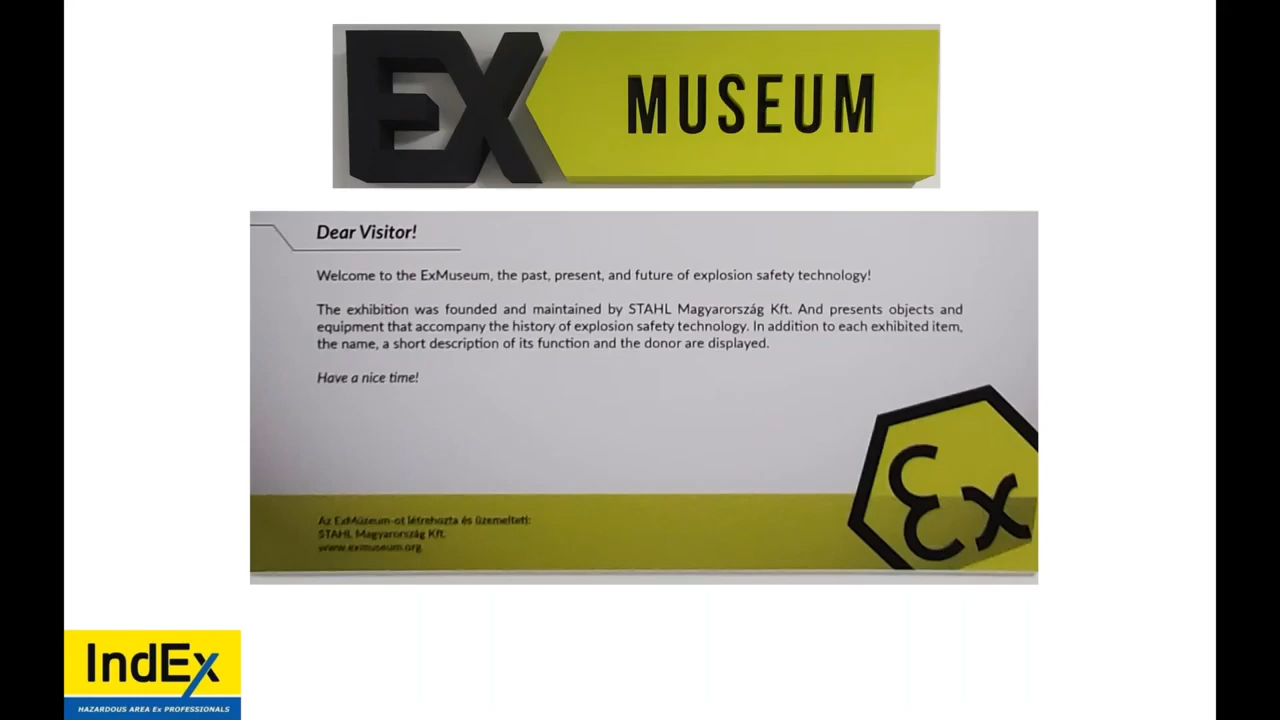 EX MUSEUM
Dear Visitor!
Welcome to the ExMuseum, the past, present, and future of explosion safety technology!
The exhibition was founded and maintained by STAHL Magyarország Kft. And presents objects and
equipment that accompany the history of explosion safety technology. In addition to each exhibited item,
the name, a short description of its function and the donor are displayed.
Have a nice time!
Ex
Az ExMúzeum-ot létrehozta és üzemelteti:
STAHL Magyarország Kft.
www.exmuseum.org
IndEx
HAZARDOUS AREA Ex PROFESSIONALS